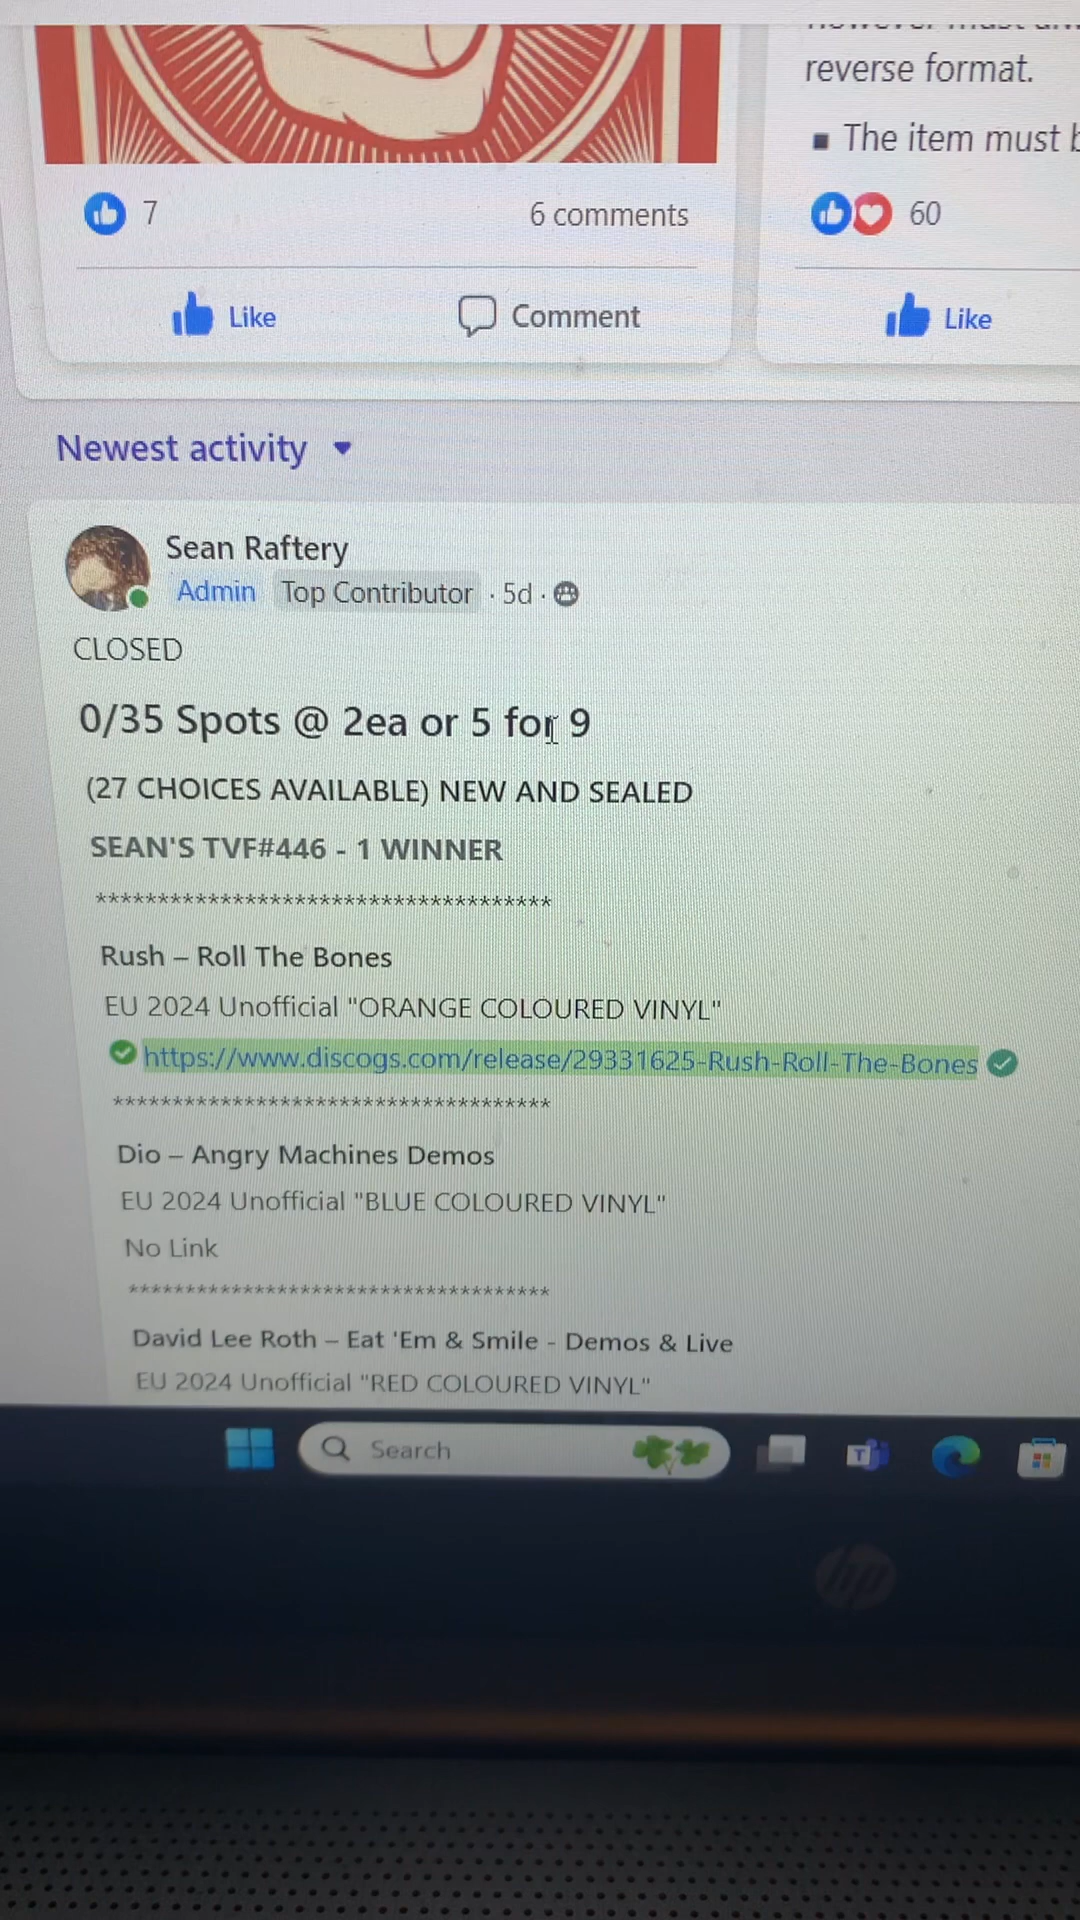 reverse format.
▪ The item must
7
6 comments
60
Like
Comment
Like
Newest activity
Sean Raftery
Admin Top Contributor · 5d ·
CLOSED
0/35 Spots @ 2ea or 5 for 9
(27 CHOICES AVAILABLE) NEW AND SEALED
SEAN'S TVF#446 - 1 WINNER
*************************************
Rush – Roll The Bones
EU 2024 Unofficial "ORANGE COLOURED VINYL"
https://www.discogs.com/release/29331625-Rush-Roll-The-Bones
*************************************
Dio – Angry Machines Demos
EU 2024 Unofficial "BLUE COLOURED VINYL"
No Link
*************************************
David Lee Roth – Eat 'Em & Smile - Demos & Live
EU 2024 Unofficial "RED COLOURED VINYL"
Search
T
hp